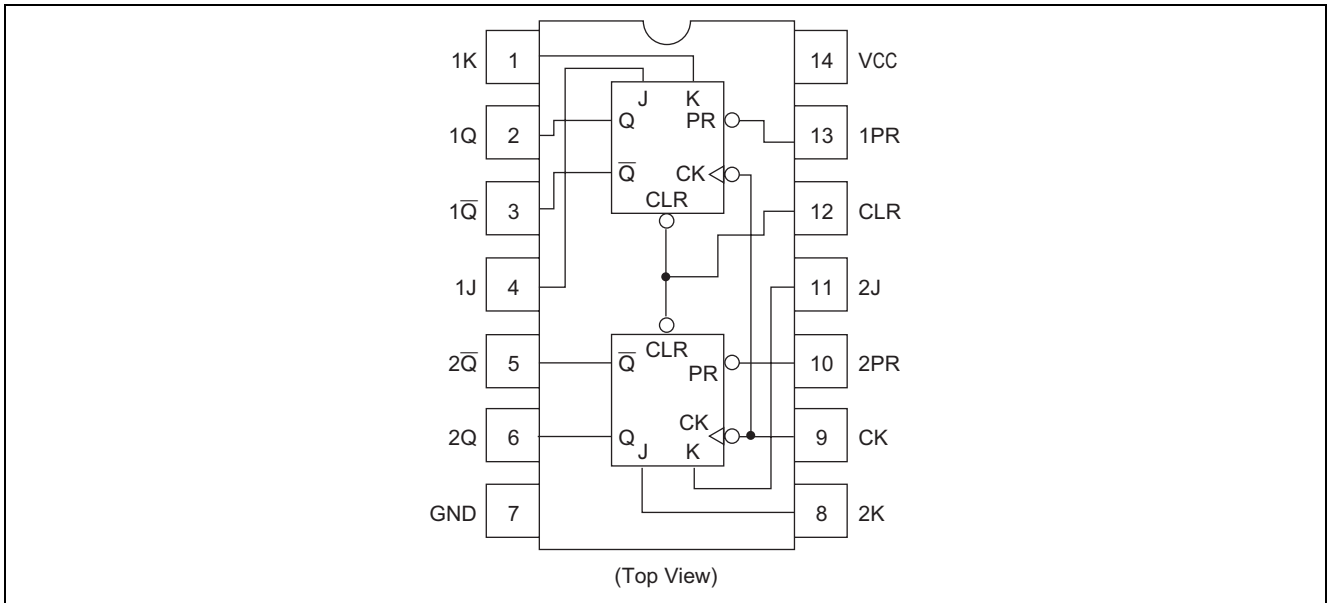 1K 1 14 VCC
J K
1Q 2 Q PR 13 1PR
1Q̅ 3 Q̅ CK 12 CLR
CLR
1J 4 11 2J
2Q̅ 5 Q̅ CLR PR 10 2PR
CK
2Q 6 Q 9 CK
J K
GND 7 8 2K
(Top View)